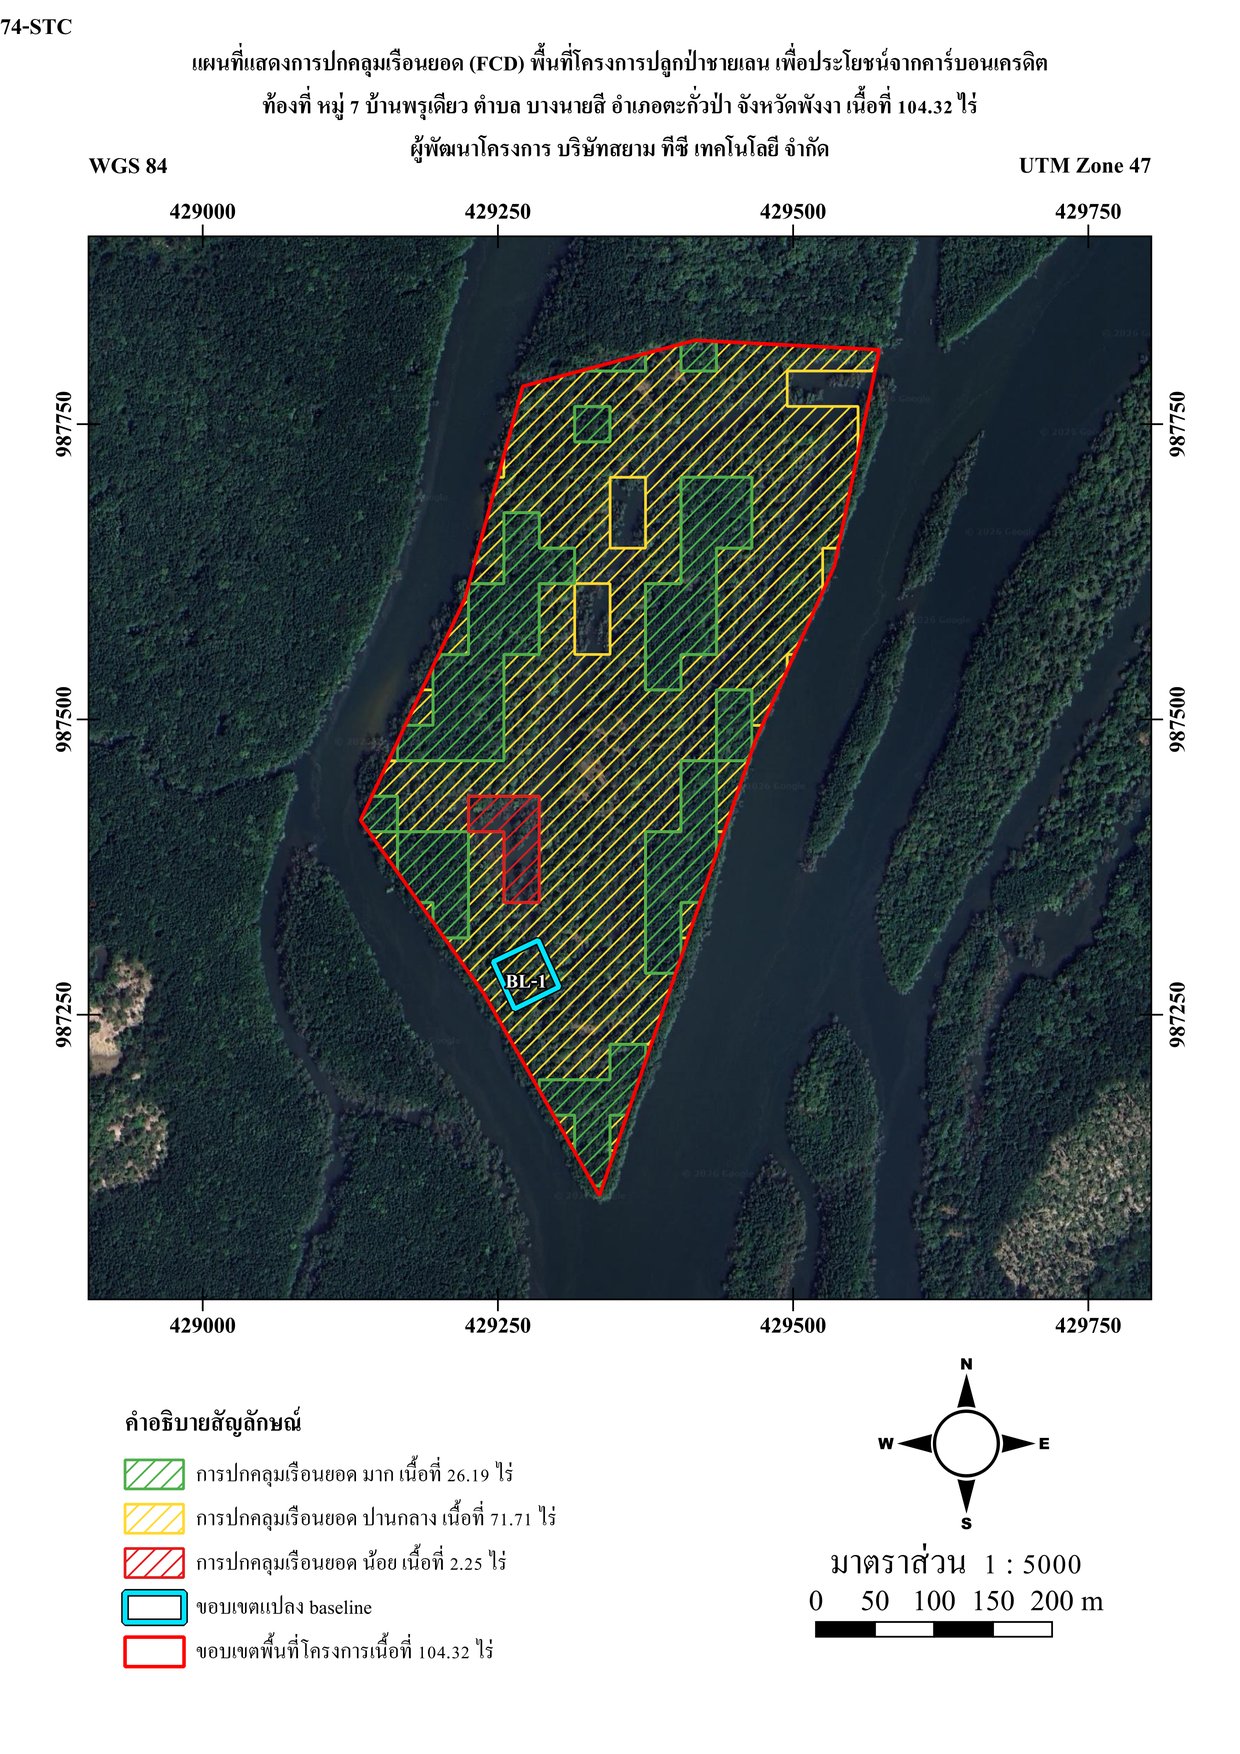 74-STC
แผนที่แสดงการปกคลุมเรือนยอด (FCD) พื้นที่โครงการปลูกป่าชายเลน เพื่อประโยชน์จากคาร์บอนเครดิต
ท้องที่ หมู่ 7 บ้านพรุเตียว ตำบล บางนายสี อำเภอตะกั่วป่า จังหวัดพังงา เนื้อที่ 104.32 ไร่
ผู้พัฒนาโครงการ บริษัทสยาม ทีซี เทคโนโลยี จำกัด
WGS 84
UTM Zone 47
429000 429250 429500 429750
987750 987750
987500 987500
987250 987250
BL-1
429000 429250 429500 429750
คำอธิบายสัญลักษณ์
การปกคลุมเรือนยอด มาก เนื้อที่ 26.19 ไร่
การปกคลุมเรือนยอด ปานกลาง เนื้อที่ 71.71 ไร่
การปกคลุมเรือนยอด น้อย เนื้อที่ 2.25 ไร่
ขอบเขตแปลง baseline
ขอบเขตพื้นที่โครงการเนื้อที่ 104.32 ไร่
N
W E
S
มาตราส่วน 1 : 5000
0 50 100 150 200 m